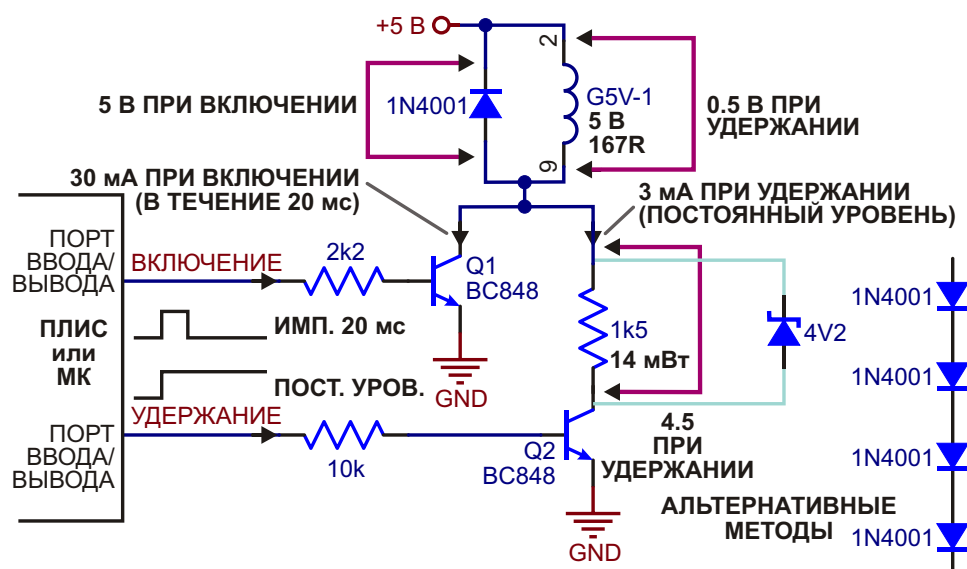 +5 В
2
5 В ПРИ ВКЛЮЧЕНИИ
1N4001
G5V-1
5 В
167R
0.5 В ПРИ
УДЕРЖАНИИ
9
30 мА ПРИ ВКЛЮЧЕНИИ
(В ТЕЧЕНИЕ 20 мс)
3 мА ПРИ УДЕРЖАНИИ
(ПОСТОЯННЫЙ УРОВЕНЬ)
ПОРТ
ВВОДА/
ВЫВОДА
ВКЛЮЧЕНИЕ
2k2
Q1
BC848
ИМП. 20 мс
ПЛИС
или
МК
ПОСТ. УРОВ.
GND
1k5
14 мВт
4V2
1N4001
1N4001
1N4001
1N4001
УДЕРЖАНИЕ
ПОРТ
ВВОДА/
ВЫВОДА
10k
Q2
BC848
4.5
ПРИ
УДЕРЖАНИИ
GND
АЛЬТЕРНАТИВНЫЕ
МЕТОДЫ